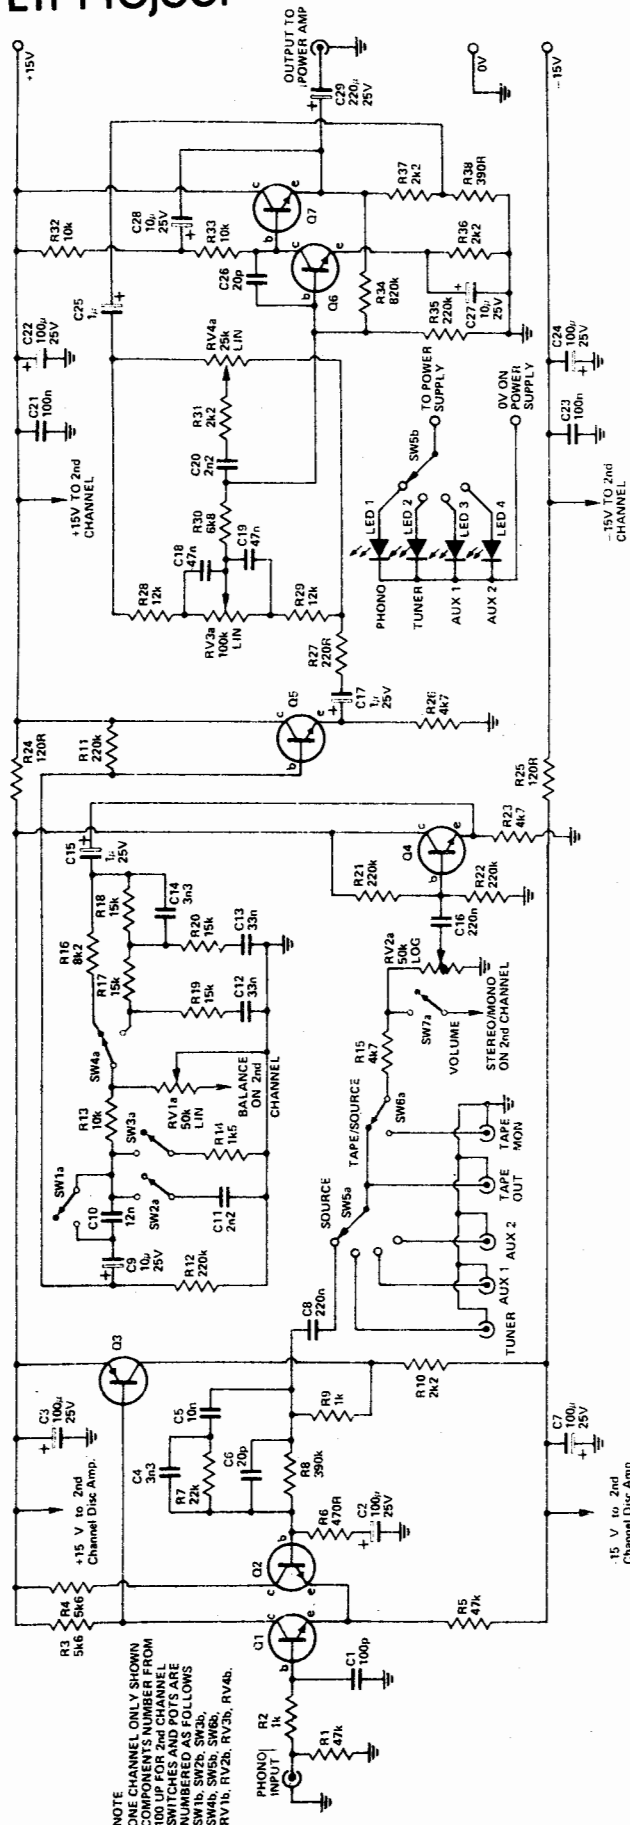 ETI Project
NOTE
ONE CHANNEL ONLY SHOWN
COMPONENTS NUMBER FROM
100 UP FOR 2nd CHANNEL
SWITCHES AND POTS ARE
NUMBERED AS FOLLOWS
SW1b, SW2b, SW3b,
SW4b, SW5b, SW6b,
RV1b, RV2b, RV3b, RV4b.
PHONO
INPUT
R1
47k
R2
1k
C1
100p
R3
5k6
R4
5k6
Q1
b
c
e
Q2
b
c
e
R5
47k
R6
470R
C2
100μ
25V
+15 V to 2nd
Channel Disc Amp.
-15 V to 2nd
Channel Disc Amp
C3
100μ
25V
C4
3n3
R7
22k
C5
10n
C6
20p
R8
390k
R9
1k
R10
2k2
C7
100μ
25V
Q3
C8
220n
TUNER
AUX 1
AUX 2
TAPE
OUT
TAPE
MON
SOURCE
SW5a
TAPE/SOURCE
SW6a
R15
4k7
SW7a
VOLUME
STEREO/MONO
ON 2nd CHANNEL
RV2a
50k
LOG
C16
220n
R21
220k
R22
220k
Q4
b
c
e
R23
4k7
C9
10μ
25V
R12
220k
SW1a
C10
12n
SW2a
C11
2n2
R13
10k
SW3a
R14
1k5
SW4a
RV1a
50k
LIN
BALANCE
ON 2nd
CHANNEL
R16
8k2
R17
15k
R18
15k
R19
15k
C12
33n
R20
15k
C13
33n
C14
3n3
C15
1μ
25V
R24
120R
R25
120R
R11
220k
Q5
b
c
e
R26
4k7
C17
1μ
25V
R27
220R
R28
12k
R29
12k
RV3a
100k
LIN
C18
47n
C19
47n
R30
6k8
C20
2n2
R31
2k2
RV4a
25k
LIN
PHONO
TUNER
AUX 1
AUX 2
LED 1
LED 2
LED 3
LED 4
SW5b
TO POWER
SUPPLY
0V ON
POWER
SUPPLY
+15V TO 2nd
CHANNEL
-15V TO 2nd
CHANNEL
C21
100n
C22
100μ
25V
C23
100n
C24
100μ
25V
C25
1μ
R32
10k
C28
10μ
25V
R33
10k
C26
20p
Q6
b
c
e
Q7
b
c
e
R34
820k
R35
220k
C27
10μ
25V
R36
2k2
R37
2k2
R38
390R
C29
220μ
25V
OUTPUT TO
POWER AMP
+15V
0V
-15V